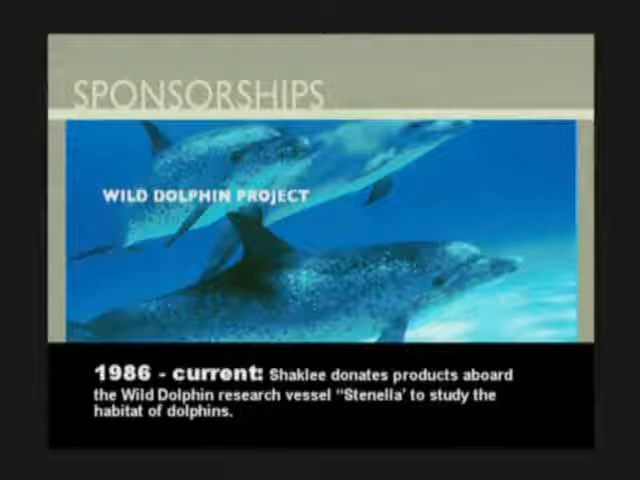 SPONSORSHIPS
WILD DOLPHIN PROJECT
1986 - current: Shaklee donates products aboard
the Wild Dolphin research vessel "Stenella' to study the
habitat of dolphins.